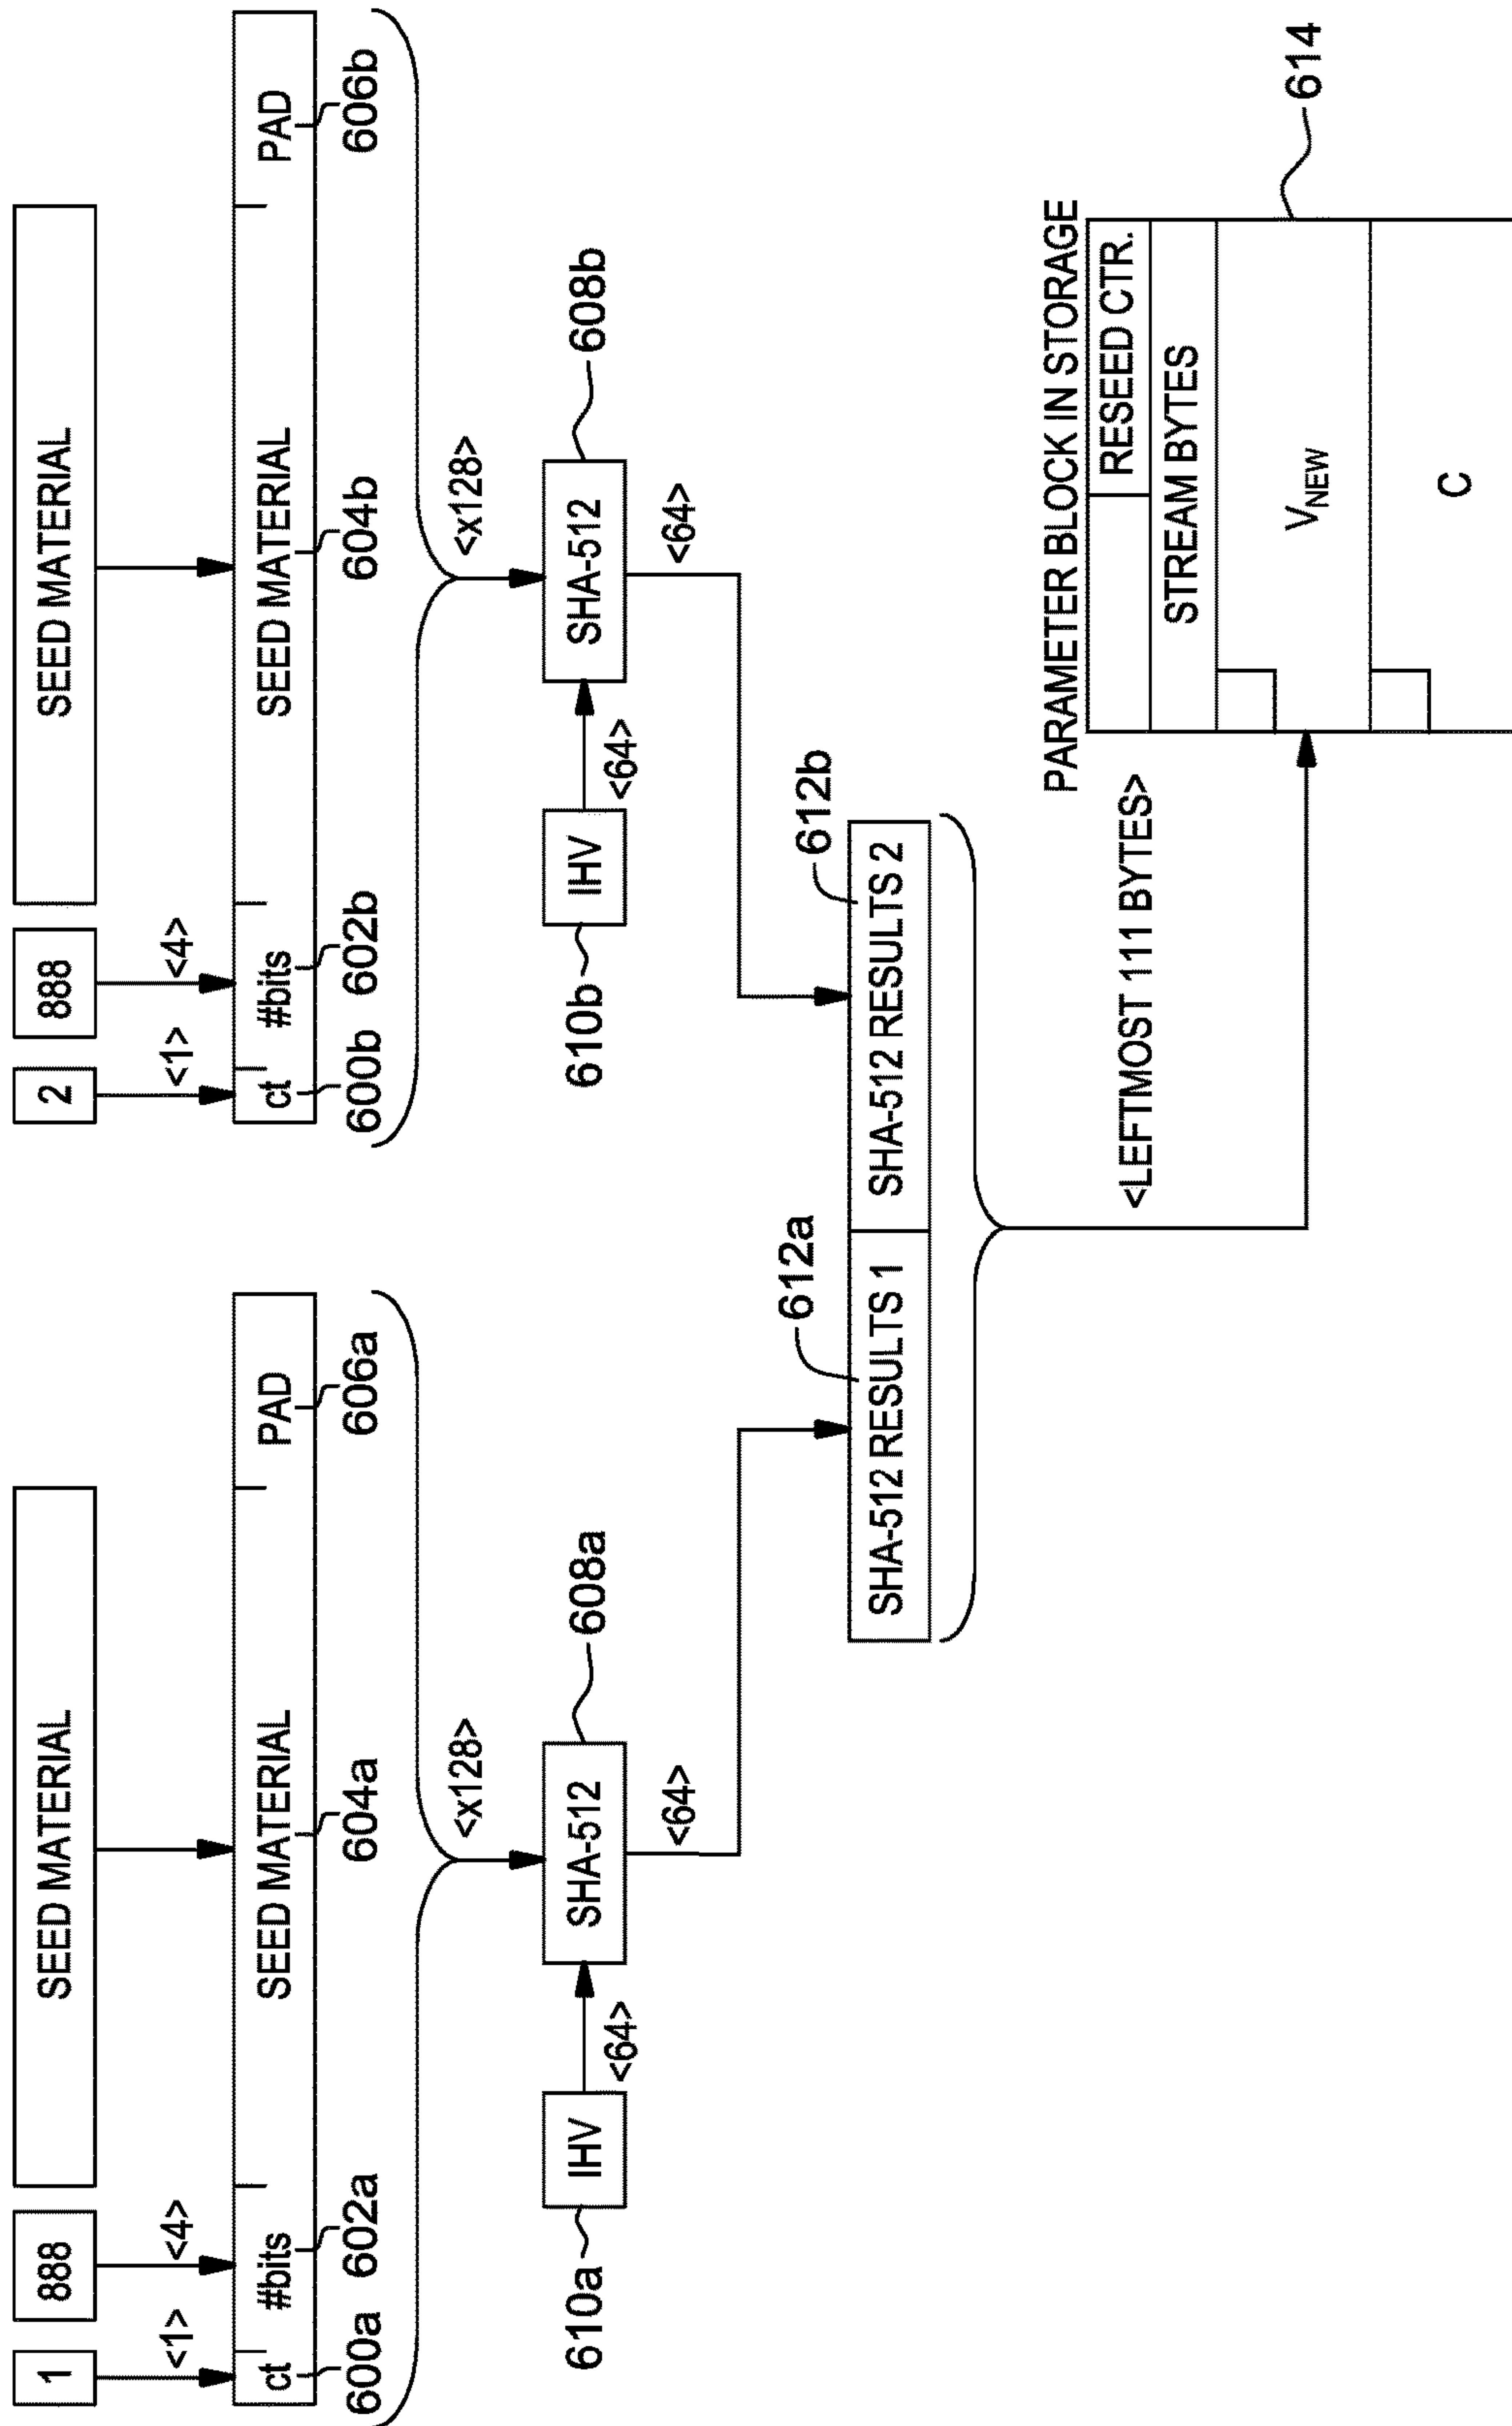 1
888
SEED MATERIAL
2
888
SEED MATERIAL
<1>
<4>
<1>
<4>
ct
#bits
SEED MATERIAL
PAD
ct
#bits
SEED MATERIAL
PAD
600a
602a
604a
606a
600b
602b
604b
606b
<x128>
<x128>
610a
IHV
<64>
SHA-512
608a
610b
IHV
<64>
SHA-512
608b
<64>
<64>
612a
612b
SHA-512 RESULTS 1
SHA-512 RESULTS 2
<LEFTMOST 111 BYTES>
PARAMETER BLOCK IN STORAGE
RESEED CTR.
STREAM BYTES
VNEW
614
C